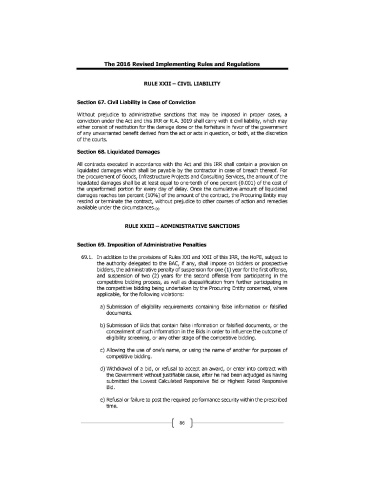 The 2016 Revised Implementing Rules and Regulations
RULE XXII – CIVIL LIABILITY
Section 67. Civil Liability in Case of Conviction
Without prejudice to administrative sanctions that may be imposed in proper cases, a
conviction under the Act and this IRR or R.A. 3019 shall carry with it civil liability, which may
either consist of restitution for the damage done or the forfeiture in favor of the government
of any unwarranted benefit derived from the act or acts in question, or both, at the discretion
of the courts.
Section 68. Liquidated Damages
All contracts executed in accordance with the Act and this IRR shall contain a provision on
liquidated damages which shall be payable by the contractor in case of breach thereof. For
the procurement of Goods, Infrastructure Projects and Consulting Services, the amount of the
liquidated damages shall be at least equal to one-tenth of one percent (0.001) of the cost of
the unperformed portion for every day of delay. Once the cumulative amount of liquidated
damages reaches ten percent (10%) of the amount of the contract, the Procuring Entity may
rescind or terminate the contract, without prejudice to other courses of action and remedies
available under the circumstances.
RULE XXIII – ADMINISTRATIVE SANCTIONS
Section 69. Imposition of Administrative Penalties
69.1. In addition to the provisions of Rules XXI and XXII of this IRR, the HoPE, subject to
the authority delegated to the BAC, if any, shall impose on bidders or prospective
bidders, the administrative penalty of suspension for one (1) year for the first offense,
and suspension of two (2) years for the second offense from participating in the
competitive bidding process, as well as disqualification from further participating in
the competitive bidding being undertaken by the Procuring Entity concerned, where
applicable, for the following violations:
a) Submission of eligibility requirements containing false information or falsified
documents.
b) Submission of Bids that contain false information or falsified documents, or the
concealment of such information in the Bids in order to influence the outcome of
eligibility screening, or any other stage of the competitive bidding.
c) Allowing the use of one's name, or using the name of another for purposes of
competitive bidding.
d) Withdrawal of a bid, or refusal to accept an award, or enter into contract with
the Government without justifiable cause, after he had been adjudged as having
submitted the Lowest Calculated Responsive Bid or Highest Rated Responsive
Bid.
e) Refusal or failure to post the required performance security within the prescribed
time.